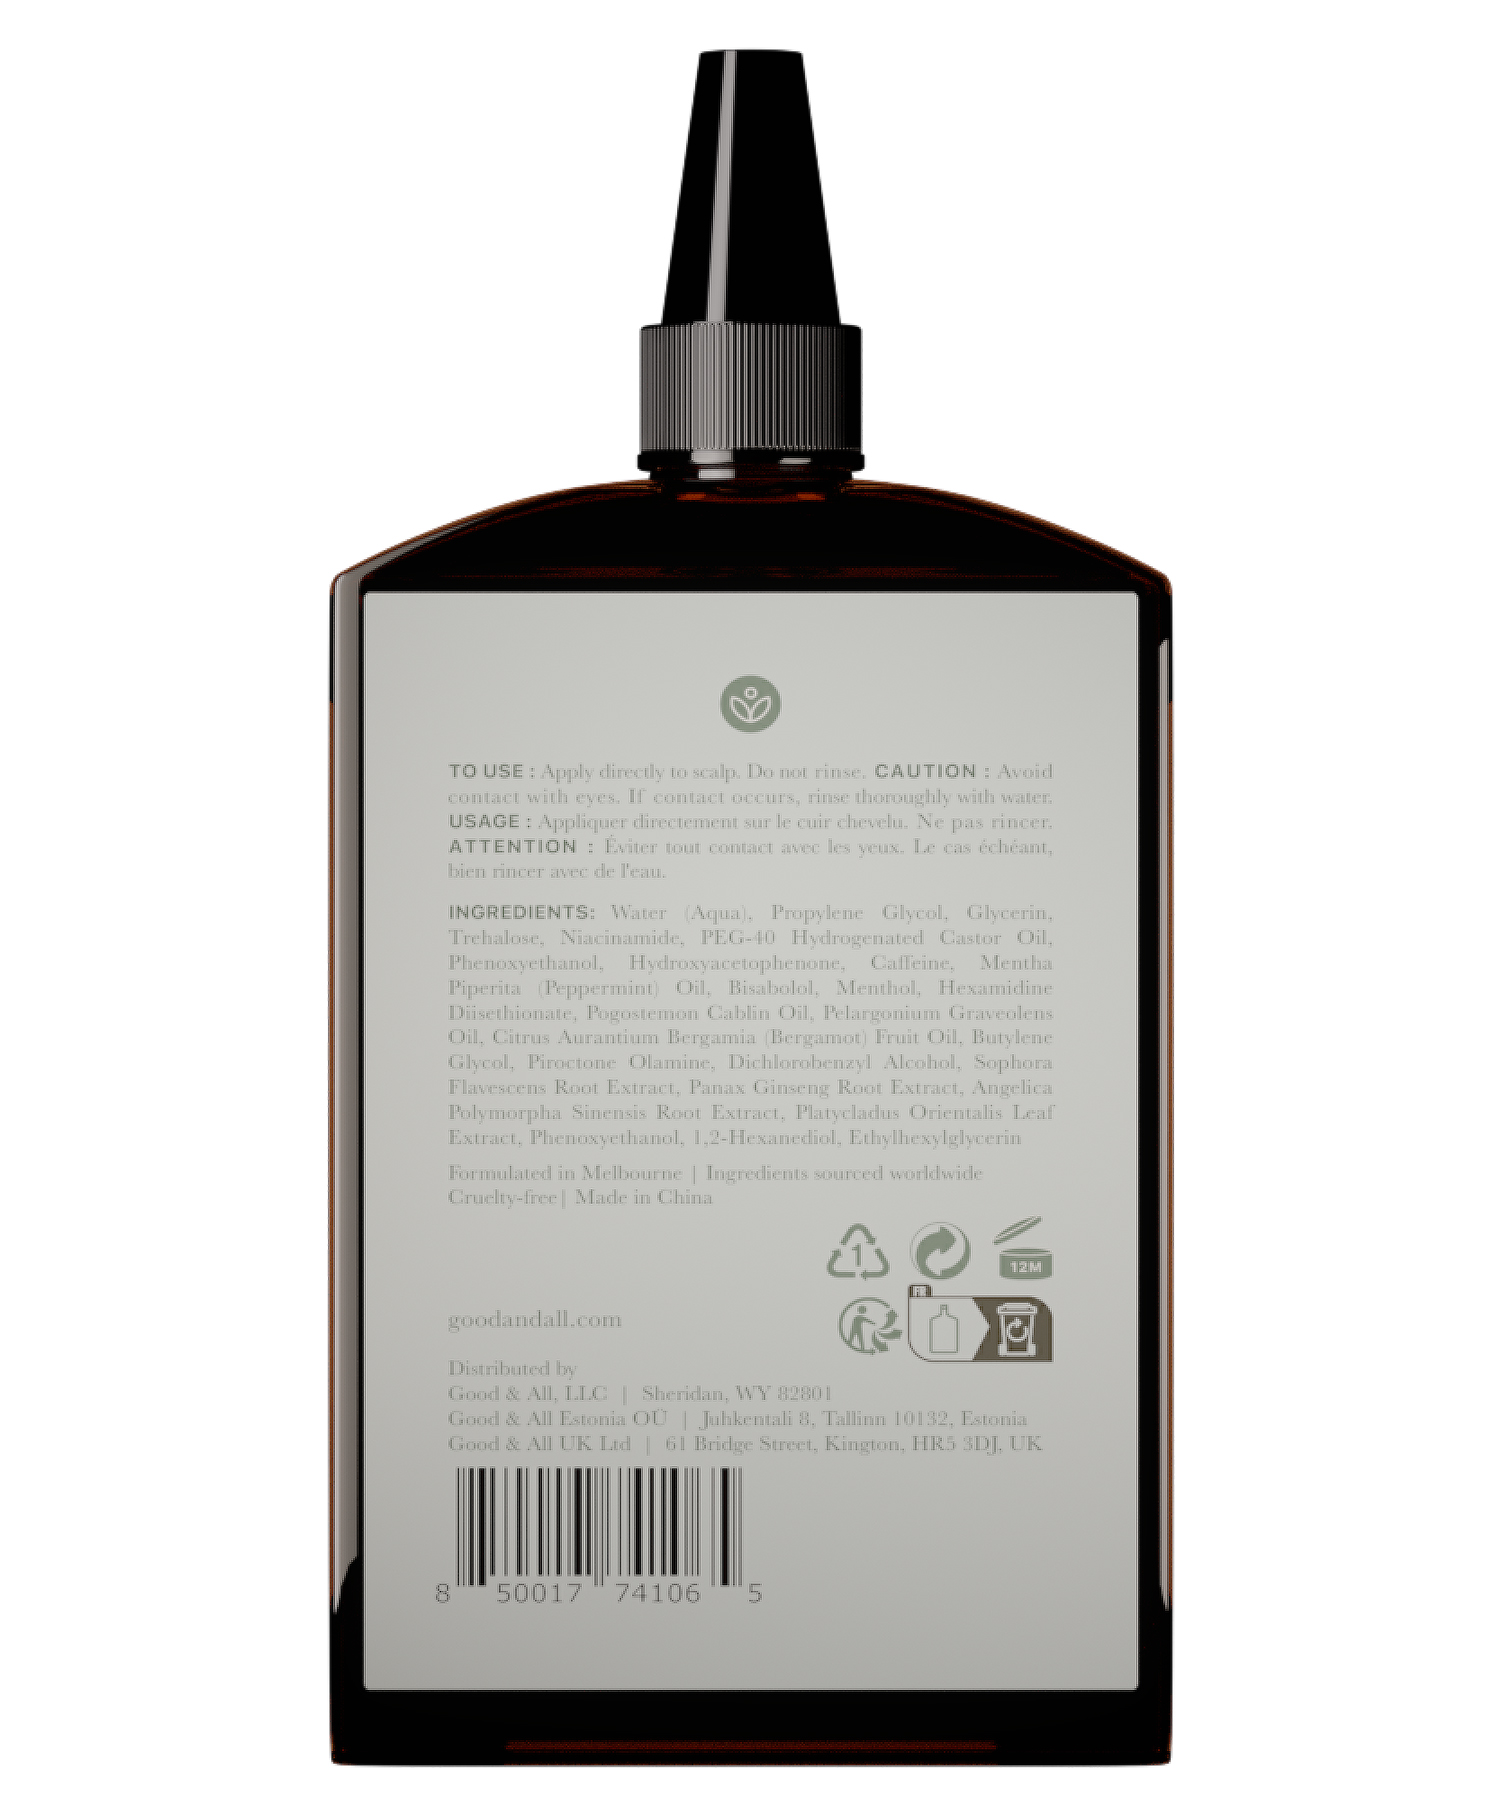 TO USE : Apply directly to scalp. Do not rinse. CAUTION : Avoid
contact with eyes. If contact occurs, rinse thoroughly with water.
USAGE : Appliquer directement sur le cuir chevelu. Ne pas rincer.
ATTENTION : Éviter tout contact avec les yeux. Le cas échéant,
bien rincer avec de l'eau.
INGREDIENTS: Water (Aqua), Propylene Glycol, Glycerin,
Trehalose, Niacinamide, PEG-40 Hydrogenated Castor Oil,
Phenoxyethanol, Hydroxyacetophenone, Caffeine, Mentha
Piperita (Peppermint) Oil, Bisabolol, Menthol, Hexamidine
Diisethionate, Pogostemon Cablin Oil, Pelargonium Graveolens
Oil, Citrus Aurantium Bergamia (Bergamot) Fruit Oil, Butylene
Glycol, Piroctone Olamine, Dichlorobenzyl Alcohol, Sophora
Flavescens Root Extract, Panax Ginseng Root Extract, Angelica
Polymorpha Sinensis Root Extract, Platycladus Orientalis Leaf
Extract, Phenoxyethanol, 1,2-Hexanediol, Ethylhexylglycerin
Formulated in Melbourne | Ingredients sourced worldwide
Cruelty-free| Made in China
1
12M
FR
goodandall.com
Distributed by
Good & All, LLC | Sheridan, WY 82801
Good & All Estonia OÜ | Juhkentali 8, Tallinn 10132, Estonia
Good & All UK Ltd | 61 Bridge Street, Kington, HR5 3DJ, UK
8 50017 74106 5